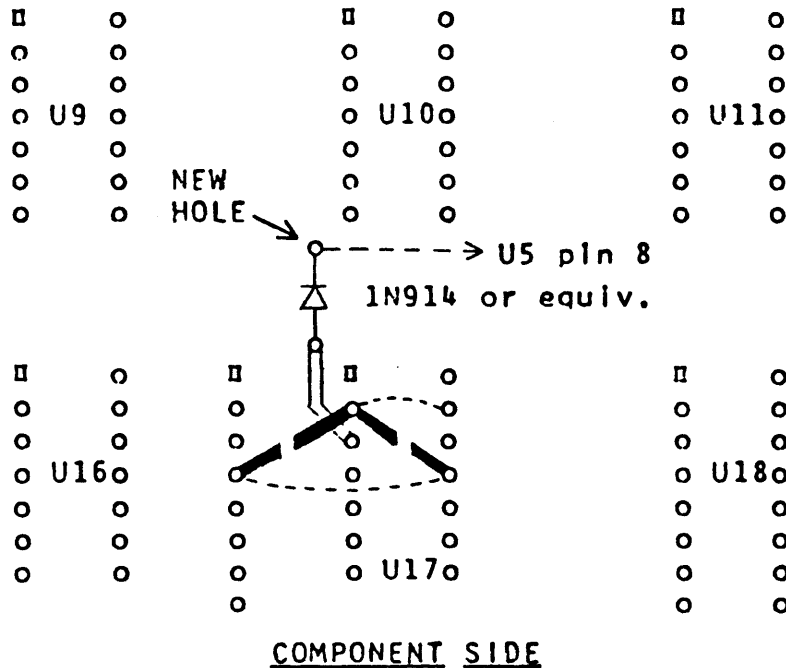 U9
U10
U11
NEW
HOLE
U5 pin 8
1N914 or equiv.
U16
U18
U17
COMPONENT SIDE